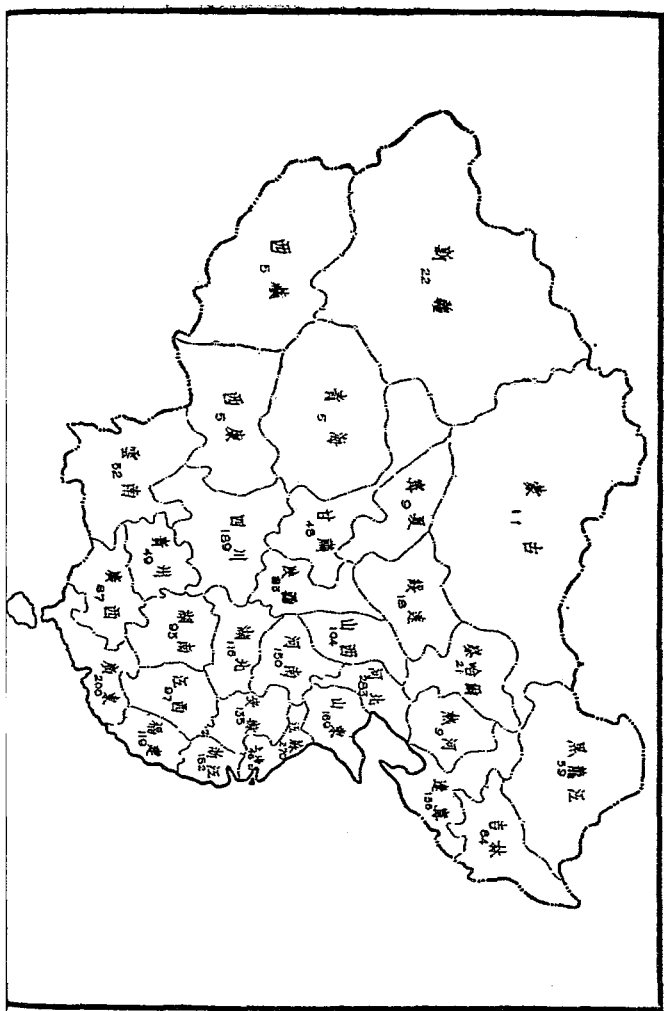 新疆
22
西藏
5
青海
5
西康
5
蒙古
11
寧夏
9
甘肅
48
綏遠
18
察哈爾
21
熱河
9
黑龍江
59
吉林
64
遼寧
156
河北
283
山東
180
山西
104
陝西
88
河南
150
江蘇
270
安徽
135
湖北
118
四川
189
雲南
52
貴州
49
湖南
95
江西
97
浙江
152
福建
110
廣東
200
廣西
87
上海